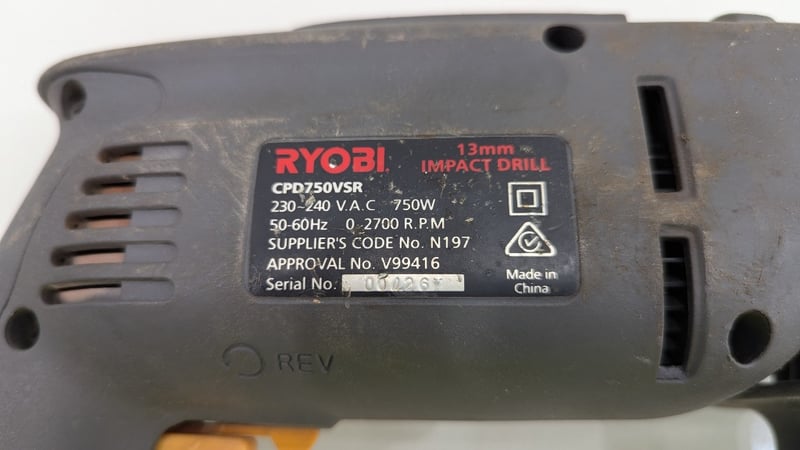 RYOBI
13mm
IMPACT DRILL
CPD750VSR
230~240 V.A.C 750W
50-60Hz 0 2700 R.P.M
SUPPLIER'S CODE No. N197
APPROVAL No. V99416
Serial No.
Made in
China
REV